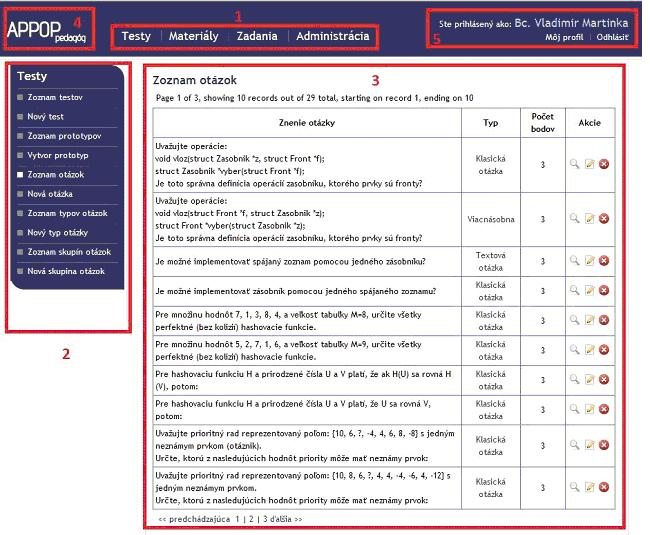 APPOP
pedagóg
4
1
Testy | Materiály | Zadania | Administrácia
Ste prihlásený ako: Bc. Vladimír Martinka
5
Môj profil | Odhlásiť
Testy
Zoznam testov
Nový test
Zoznam prototypov
Vytvor prototyp
Zoznam otázok
Nová otázka
Zoznam typov otázok
Nový typ otázky
Zoznam skupín otázok
Nová skupina otázok
2
Zoznam otázok
3
Page 1 of 3, showing 10 records out of 29 total, starting on record 1, ending on 10
Znenie otázky Typ Počet bodov Akcie
Uvažujte operácie:
void vloz(struct Zasobnik *z, struct Front *f);
struct Zasobnik *vyber(struct Front *f);
Je toto správna definícia operácií zasobníku, ktorého prvky sú fronty?
Klasická
otázka
3
Uvažujte operácie:
void vloz(struct Front *f, struct Zasobnik *z);
struct Front *vyber(struct Zasobnik *z);
Je toto správna definícia operácií zasobníku, ktorého prvky sú fronty?
Viacnásobna
3
Je možné implementovať spájaný zoznam pomocou jedného zásobníku?
Textová
otázka
3
Je možné implementovať zásobník pomocou jedného spájaného zoznamu?
Klasická
otázka
3
Pre množinu hodnôt 7, 1, 3, 8, 4, a veľkosť tabuľky M=8, určite všetky
perfektné (bez kolízií) hashovacie funkcie.
Klasická
otázka
3
Pre množinu hodnôt 5, 2, 7, 1, 6, a veľkosť tabuľky M=9, určite všetky
perfektné (bez kolízií) hashovacie funkcie.
Klasická
otázka
3
Pre hashovaciu funkciu H a prirodzené čísla U a V platí, že ak H(U) sa rovná H
(V), potom:
Klasická
otázka
3
Pre hashovaciu funkciu H a prirodzené čísla U a V platí, že U sa rovná V,
potom:
Klasická
otázka
3
Uvažujte prioritný rad reprezentovaný poľom: {10, 6, ?, -4, 4, 6, 8, -8} s jedným
neznámym prvkom (otázník).
Určte, ktorú z nasledujúcich hodnôt priority môže mať neznámy prvok:
Klasická
otázka
3
Uvažujte prioritný rad reprezentovaný poľom: {10, 8, 6, ?, 4, 4, -4, -6, 4, -12} s
jedným neznámym prvkom.
Určte, ktorú z nasledujúcich hodnôt priority môže mať neznámy prvok:
Klasická
otázka
3
<< predchádzajúca 1 | 2 | 3 ďalšia >>